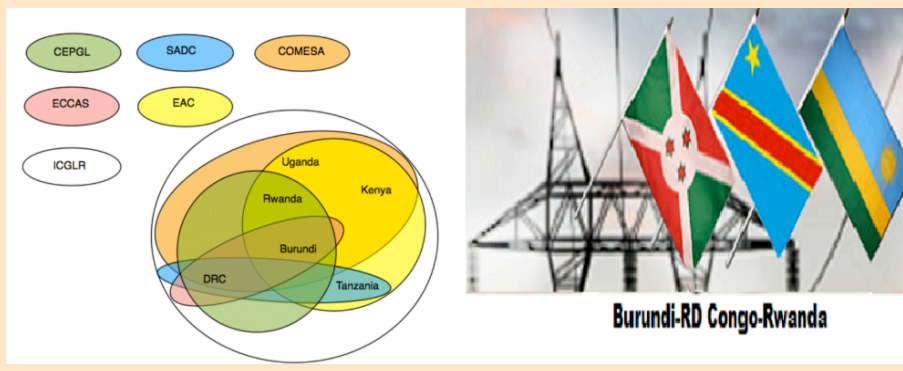 CEPGL
SADC
COMESA
ECCAS
EAC
ICGLR
Uganda
Kenya
Rwanda
Burundi
DRC
Tanzania
Burundi-RD Congo-Rwanda